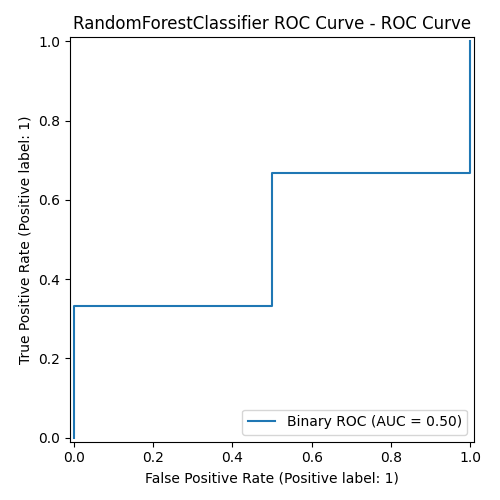 RandomForestClassifier ROC Curve - ROC Curve
True Positive Rate (Positive label: 1)
1.0
0.8
0.6
0.4
0.2
0.0
Binary ROC (AUC = 0.50)
0.0 0.2 0.4 0.6 0.8 1.0
False Positive Rate (Positive label: 1)